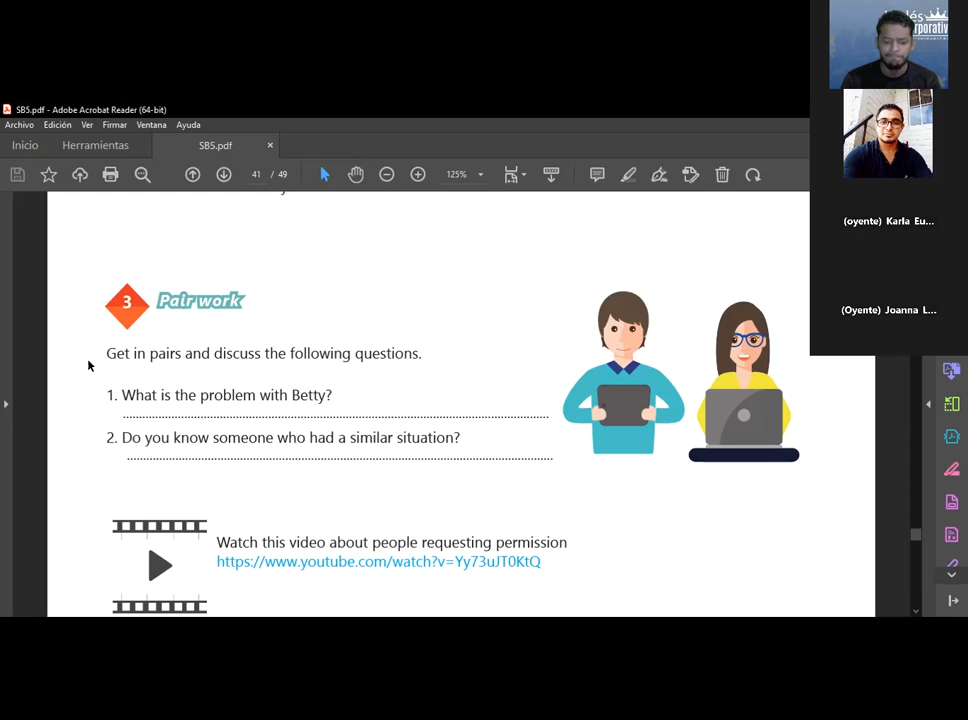 SB5.pdf - Adobe Acrobat Reader (64-bit)
Archivo Edición Ver Firmar Ventana Ayuda
Inicio Herramientas SB5.pdf ×
41 / 49 125%
3 Pair work
Get in pairs and discuss the following questions.
1. What is the problem with Betty?
2. Do you know someone who had a similar situation?
Watch this video about people requesting permission
https://www.youtube.com/watch?v=Yy73uJT0KtQ
(oyente) Karla Eu...
(Oyente) Joanna L...